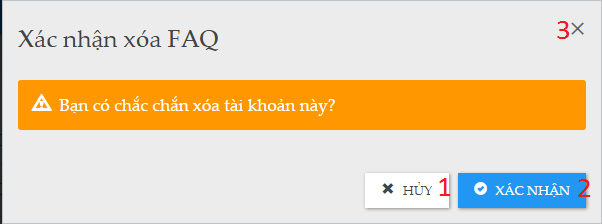 Xác nhận xóa FAQ 3
Bạn có chắc chắn xóa tài khoản này?
HỦY 1 XÁC NHẬN 2